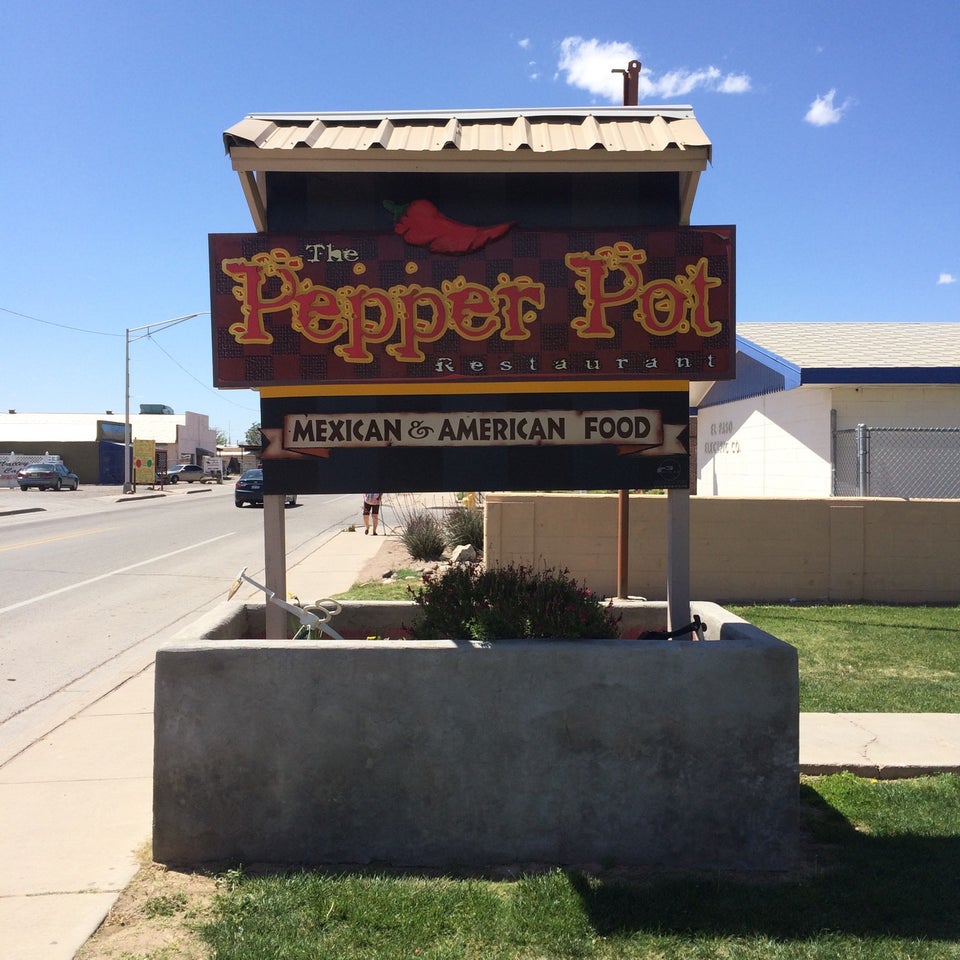 The
Pepper Pot
Restaurant
MEXICAN & AMERICAN FOOD
EL PASO
ELECTRIC CO